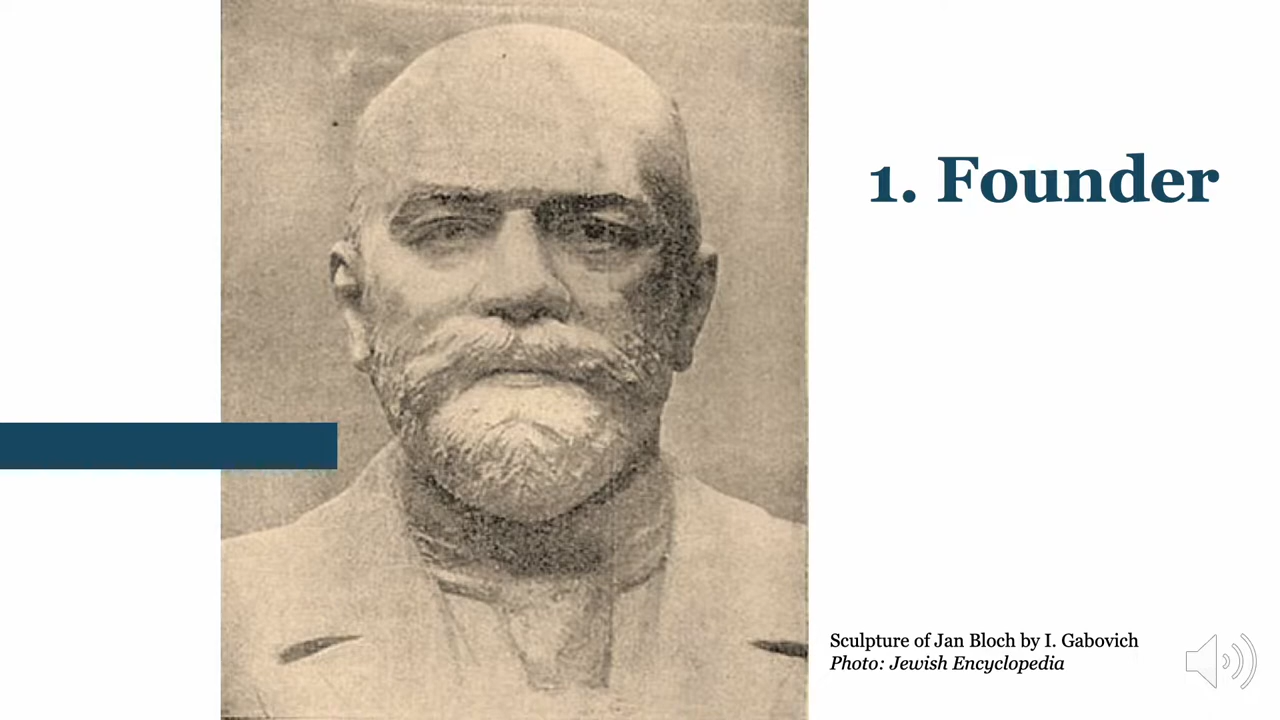 1. Founder
Sculpture of Jan Bloch by I. Gabovich
Photo: Jewish Encyclopedia